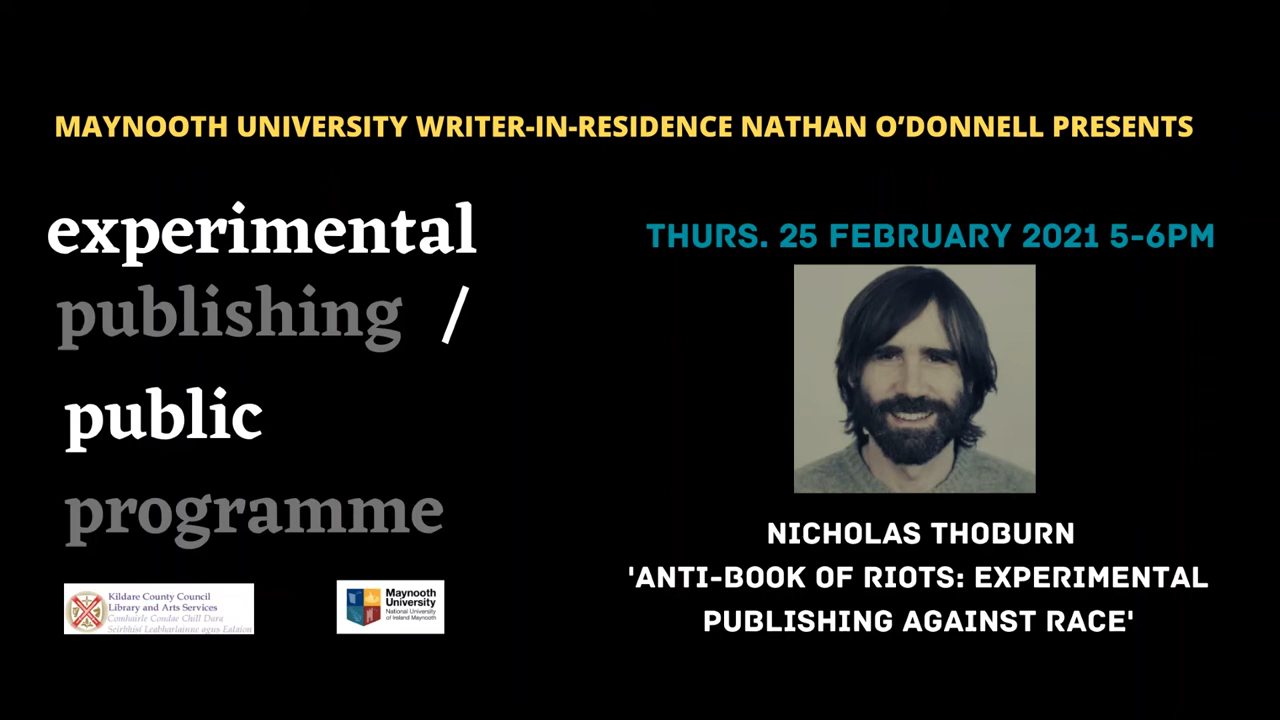 MAYNOOTH UNIVERSITY WRITER-IN-RESIDENCE NATHAN O'DONNELL PRESENTS
experimental
publishing /
public
programme
THURS. 25 FEBRUARY 2021 5-6PM
NICHOLAS THOBURN
'ANTI-BOOK OF RIOTS: EXPERIMENTAL
PUBLISHING AGAINST RACE'
Kildare County Council
Library and Arts Services
Comhairle Condae Chill Dara
Seirbhísí Leabharlainne agus Ealaíon
Maynooth
University
National University
of Ireland Maynooth